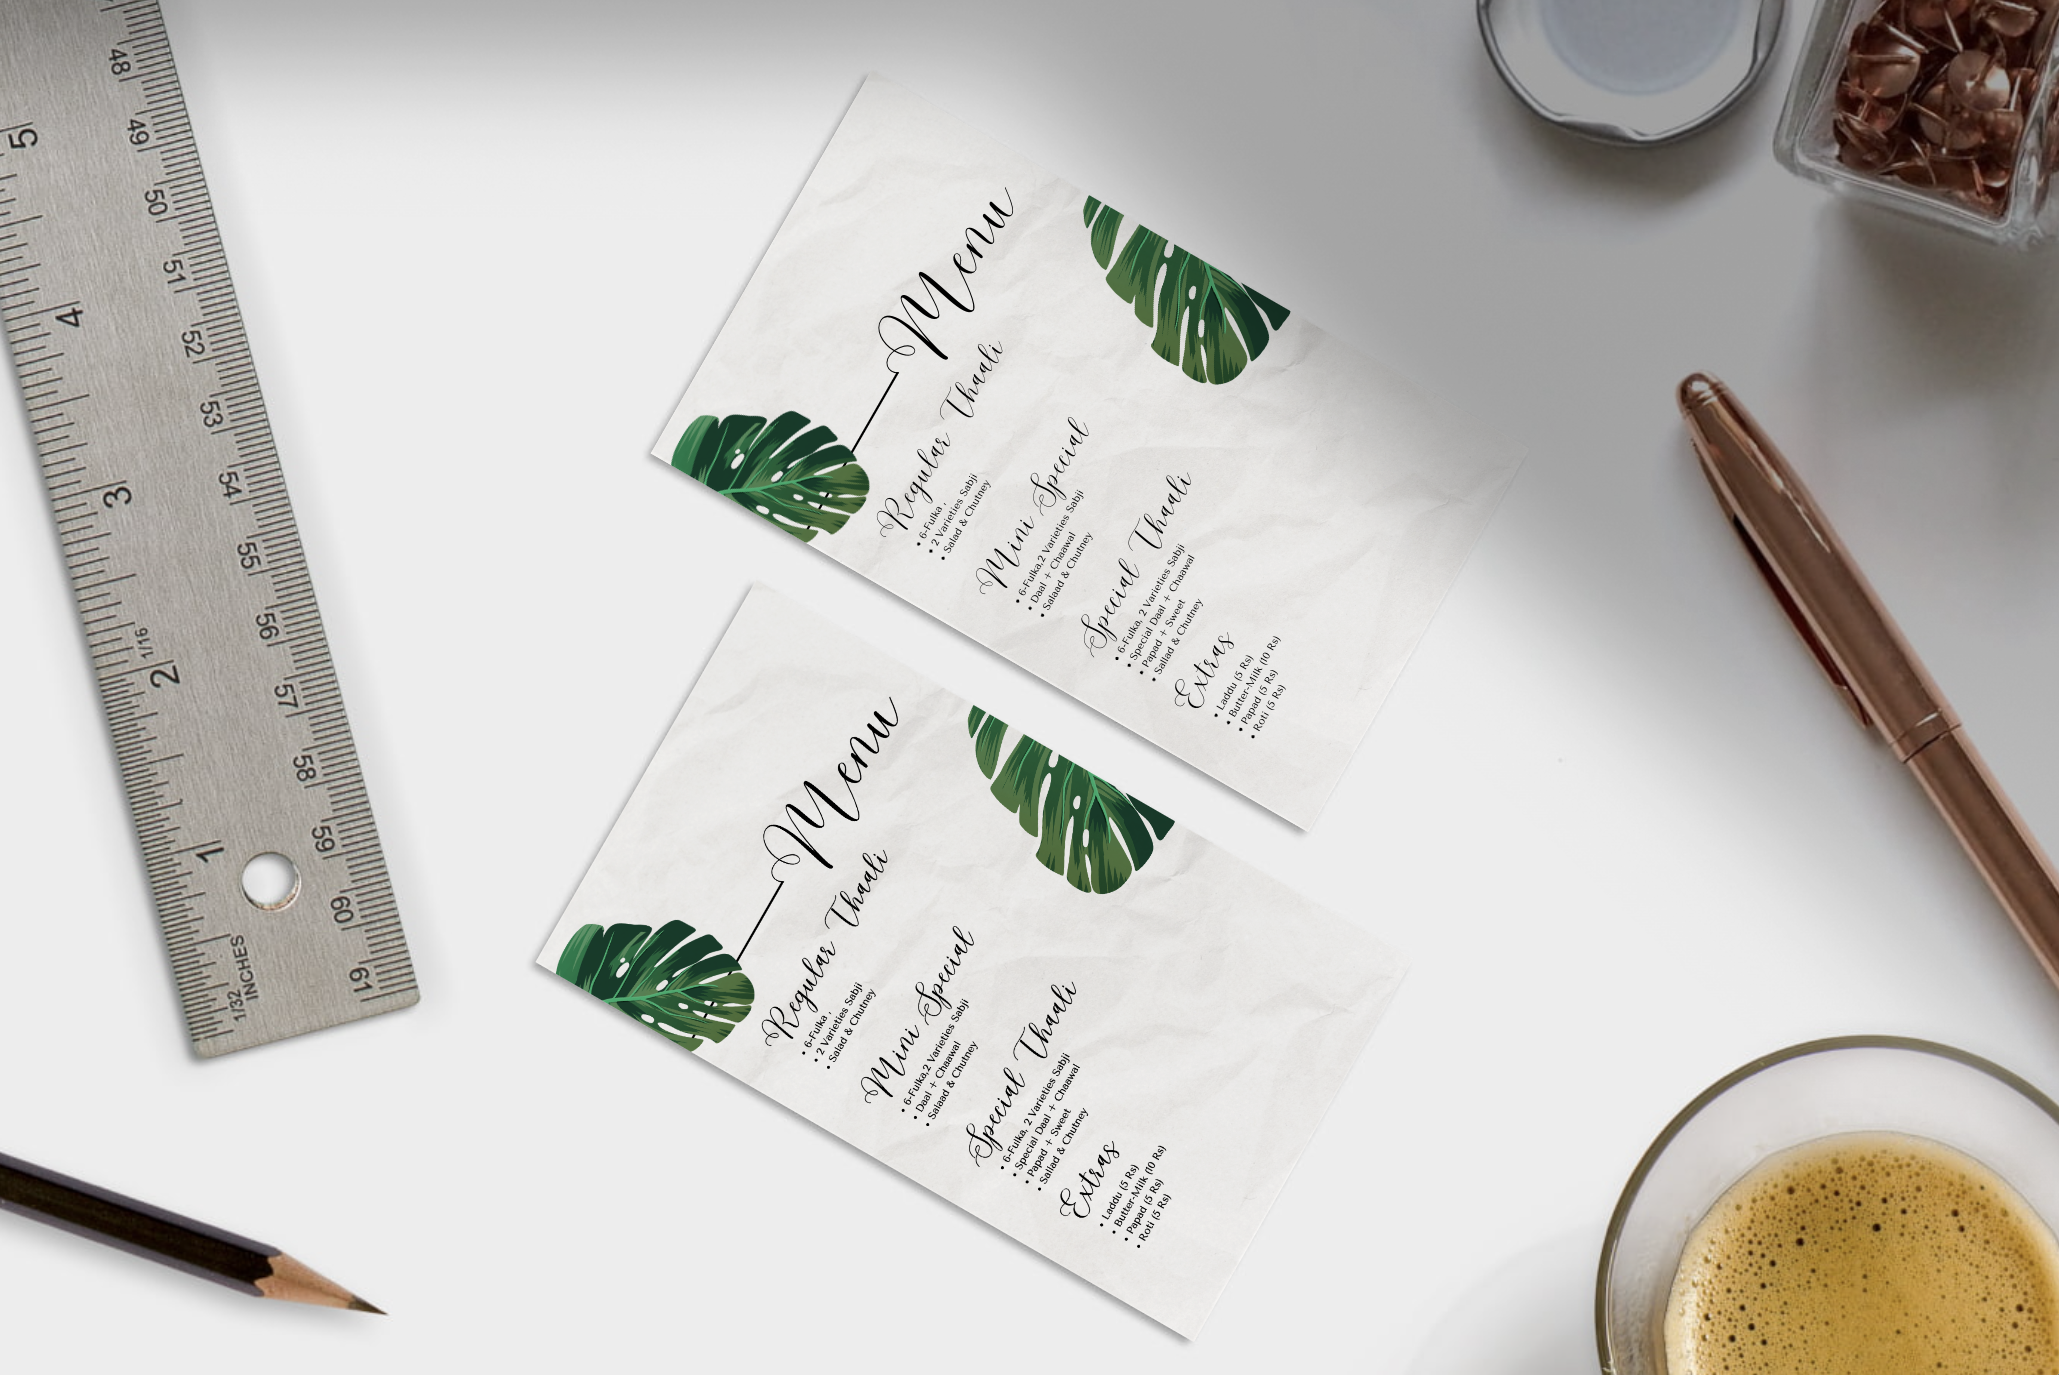 48
49
50
51
52
53
54
55
56
57
58
59
60
61
5
4
3
2
1
1/16
1/32
INCHES
Menu
Regular Thaali
• 6-Fulka ,
• 2 Varieties Sabji
• Salad & Chutney
Mini Special
• 6-Fulka,2 Varieties Sabji
• Daal + Chaawal
• Salaad & Chutney
Special Thaali
• 6-Fulka, 2 Varieties Sabji
• Special Daal + Chaawal
• Papad + Sweet
• Sallad & Chutney
Extras
• Laddu (5 Rs)
• Butter-Milk (10 Rs)
• Papad (5 Rs)
• Roti (5 Rs)
Menu
Regular Thaali
• 6-Fulka ,
• 2 Varieties Sabji
• Salad & Chutney
Mini Special
• 6-Fulka,2 Varieties Sabji
• Daal + Chaawal
• Salaad & Chutney
Special Thaali
• 6-Fulka, 2 Varieties Sabji
• Special Daal + Chaawal
• Papad + Sweet
• Sallad & Chutney
Extras
• Laddu (5 Rs)
• Butter-Milk (10 Rs)
• Papad (5 Rs)
• Roti (5 Rs)